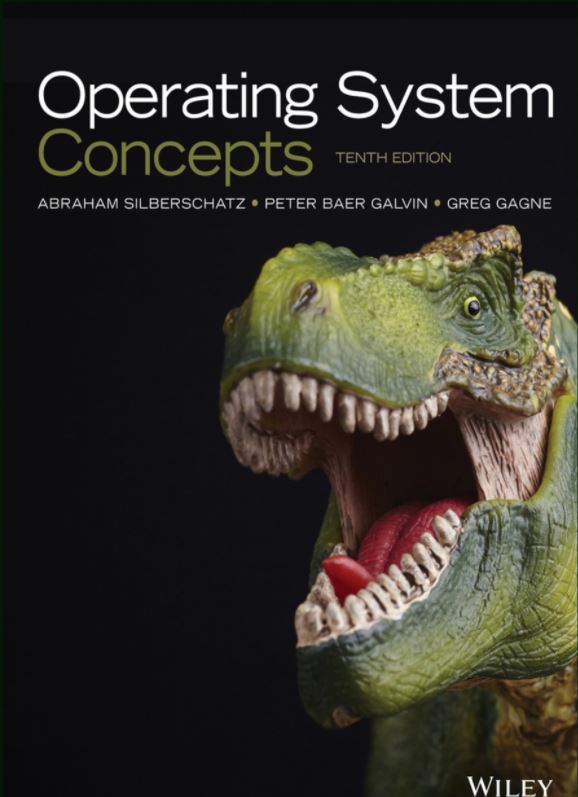 Operating System
Concepts TENTH EDITION
ABRAHAM SILBERSCHATZ • PETER BAER GALVIN • GREG GAGNE
WILEY